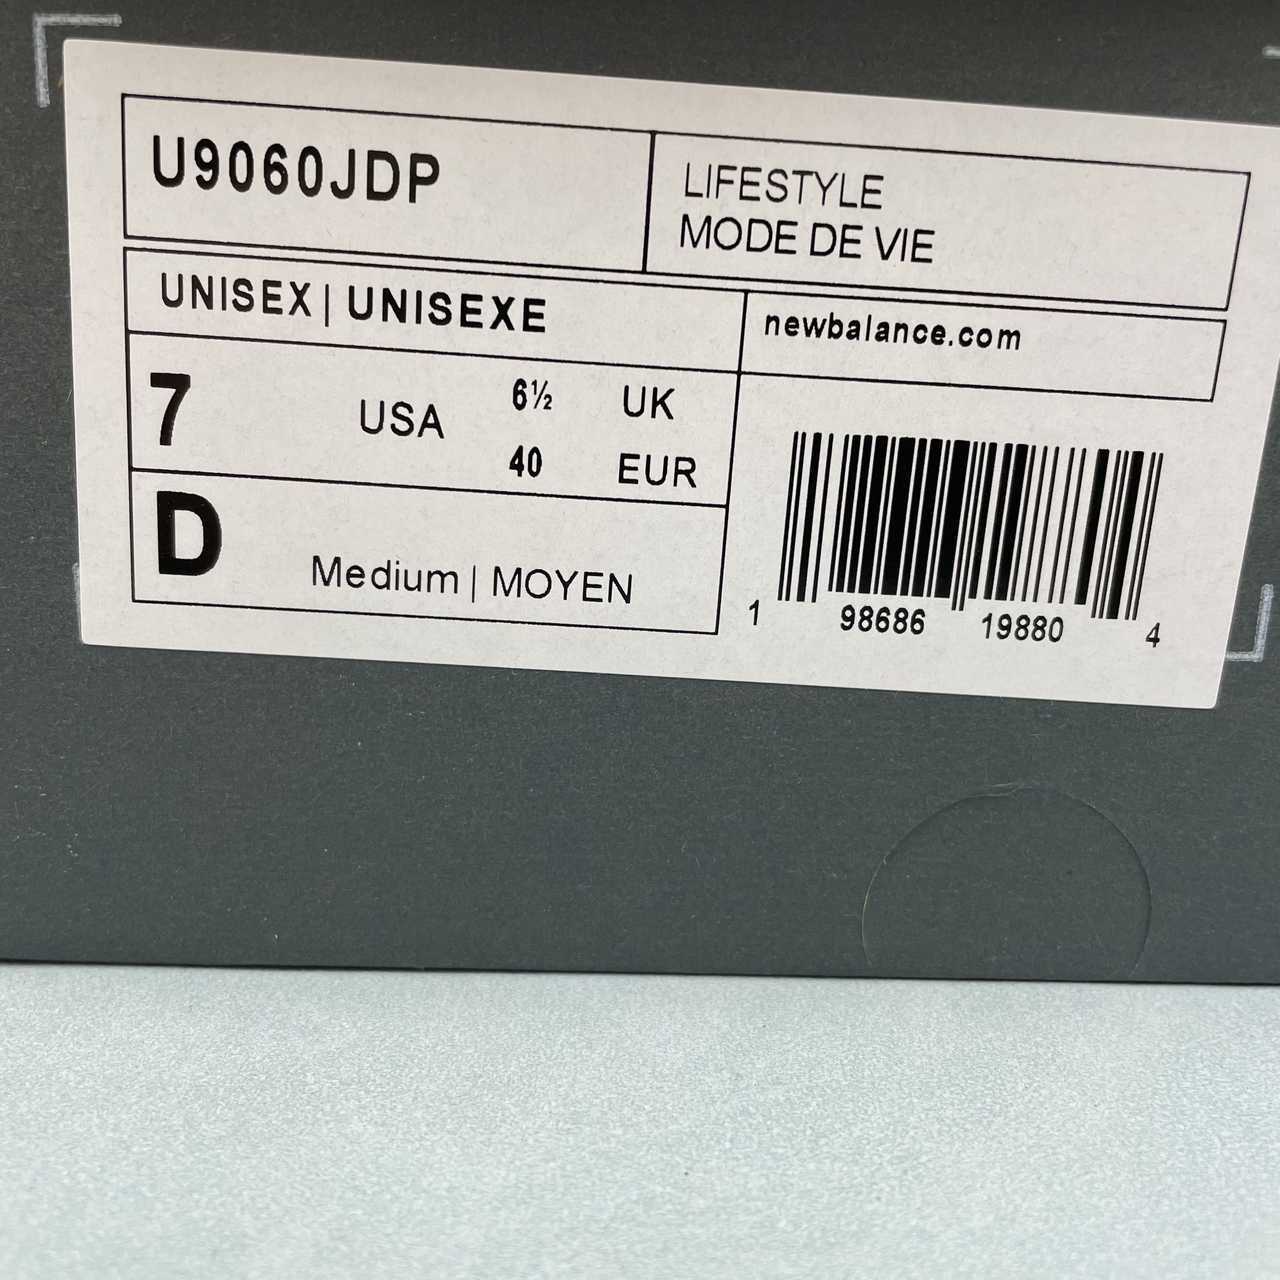 U9060JDP
LIFESTYLE
MODE DE VIE
UNISEX | UNISEXE
newbalance.com
7 USA 6½ UK
40 EUR
D Medium | MOYEN
1 98686 19880 4